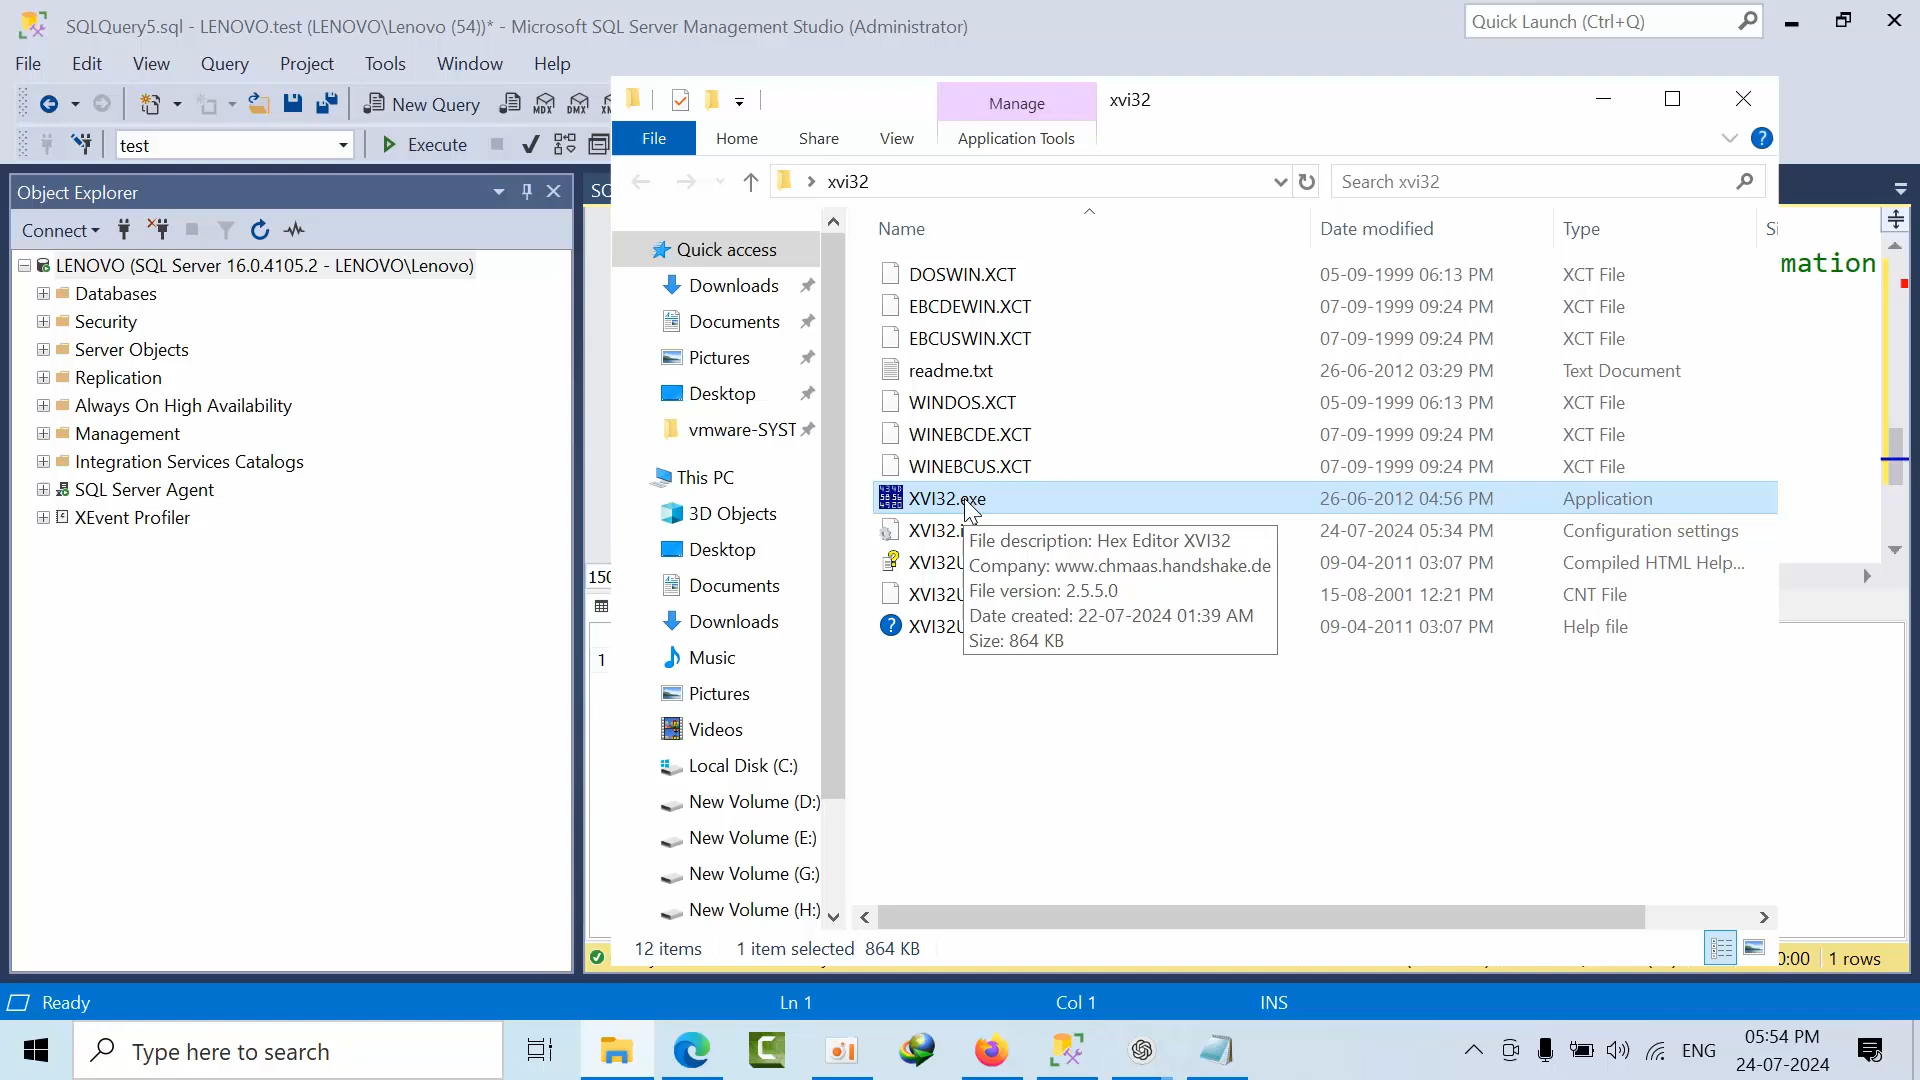 SQLQuery5.sql - LENOVO.test (LENOVO\Lenovo (54))* - Microsoft SQL Server Management Studio (Administrator)
Quick Launch (Ctrl+Q)
File Edit View Query Project Tools Window Help
New Query
MDX DMX
test
Execute
Manage
xvi32
File Home Share View Application Tools
xvi32
Search xvi32
Object Explorer
Connect
LENOVO (SQL Server 16.0.4105.2 - LENOVO\Lenovo)
Databases
Security
Server Objects
Replication
Always On High Availability
Management
Integration Services Catalogs
SQL Server Agent
XEvent Profiler
Quick access
Downloads
Documents
Pictures
Desktop
vmware-SYST
This PC
3D Objects
Desktop
Documents
Downloads
Music
Pictures
Videos
Local Disk (C:)
New Volume (D:)
New Volume (E:)
New Volume (G:)
New Volume (H:)
Name Date modified Type Si
DOSWIN.XCT 05-09-1999 06:13 PM XCT File
EBCDEWIN.XCT 07-09-1999 09:24 PM XCT File
EBCUSWIN.XCT 07-09-1999 09:24 PM XCT File
readme.txt 26-06-2012 03:29 PM Text Document
WINDOS.XCT 05-09-1999 06:13 PM XCT File
WINEBCDE.XCT 07-09-1999 09:24 PM XCT File
WINEBCUS.XCT 07-09-1999 09:24 PM XCT File
XVI32.exe 26-06-2012 04:56 PM Application
XVI32.i 24-07-2024 05:34 PM Configuration settings
XVI32U 09-04-2011 03:07 PM Compiled HTML Help...
XVI32U 15-08-2001 12:21 PM CNT File
XVI32U 09-04-2011 03:07 PM Help file
File description: Hex Editor XVI32
Company: www.chmaas.handshake.de
File version: 2.5.5.0
Date created: 22-07-2024 01:39 AM
Size: 864 KB
12 items 1 item selected 864 KB
SQ
mation
150
1
0:00 1 rows
Ready Ln 1 Col 1 INS
Type here to search
ENG
05:54 PM
24-07-2024